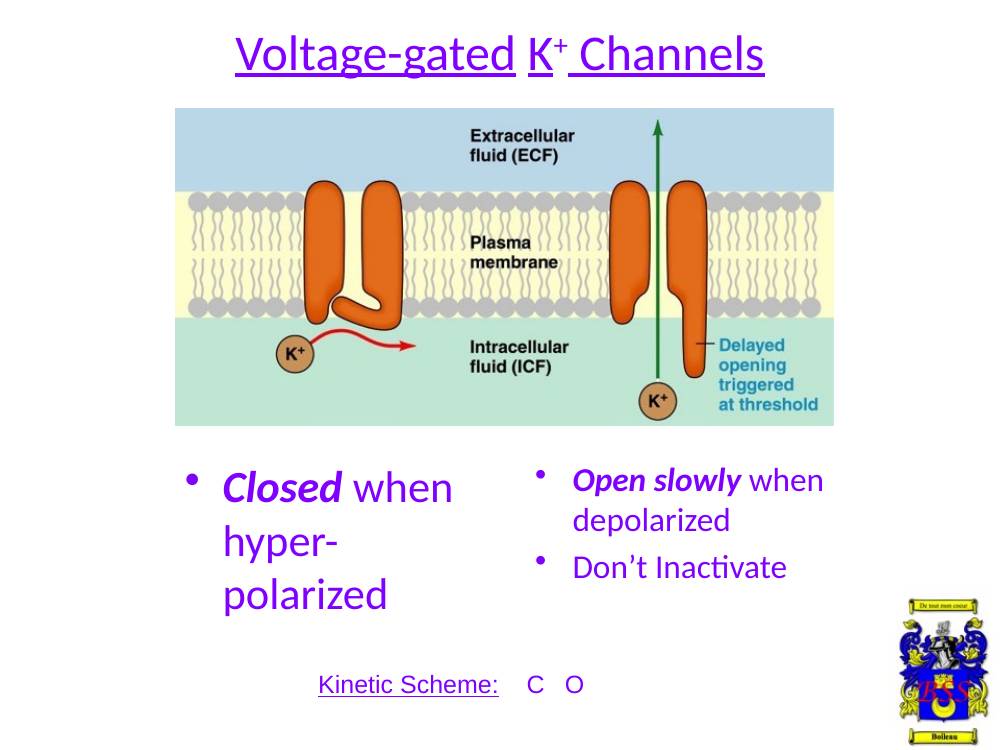 Voltage-gated K⁺ Channels
Extracellular
fluid (ECF)
Plasma
membrane
K⁺
Intracellular
fluid (ICF)
K⁺
Delayed
opening
triggered
at threshold
• Closed when
hyper-
polarized
• Open slowly when
depolarized
• Don’t Inactivate
De tout mon coeur
BSS
Boileau
Kinetic Scheme: C O